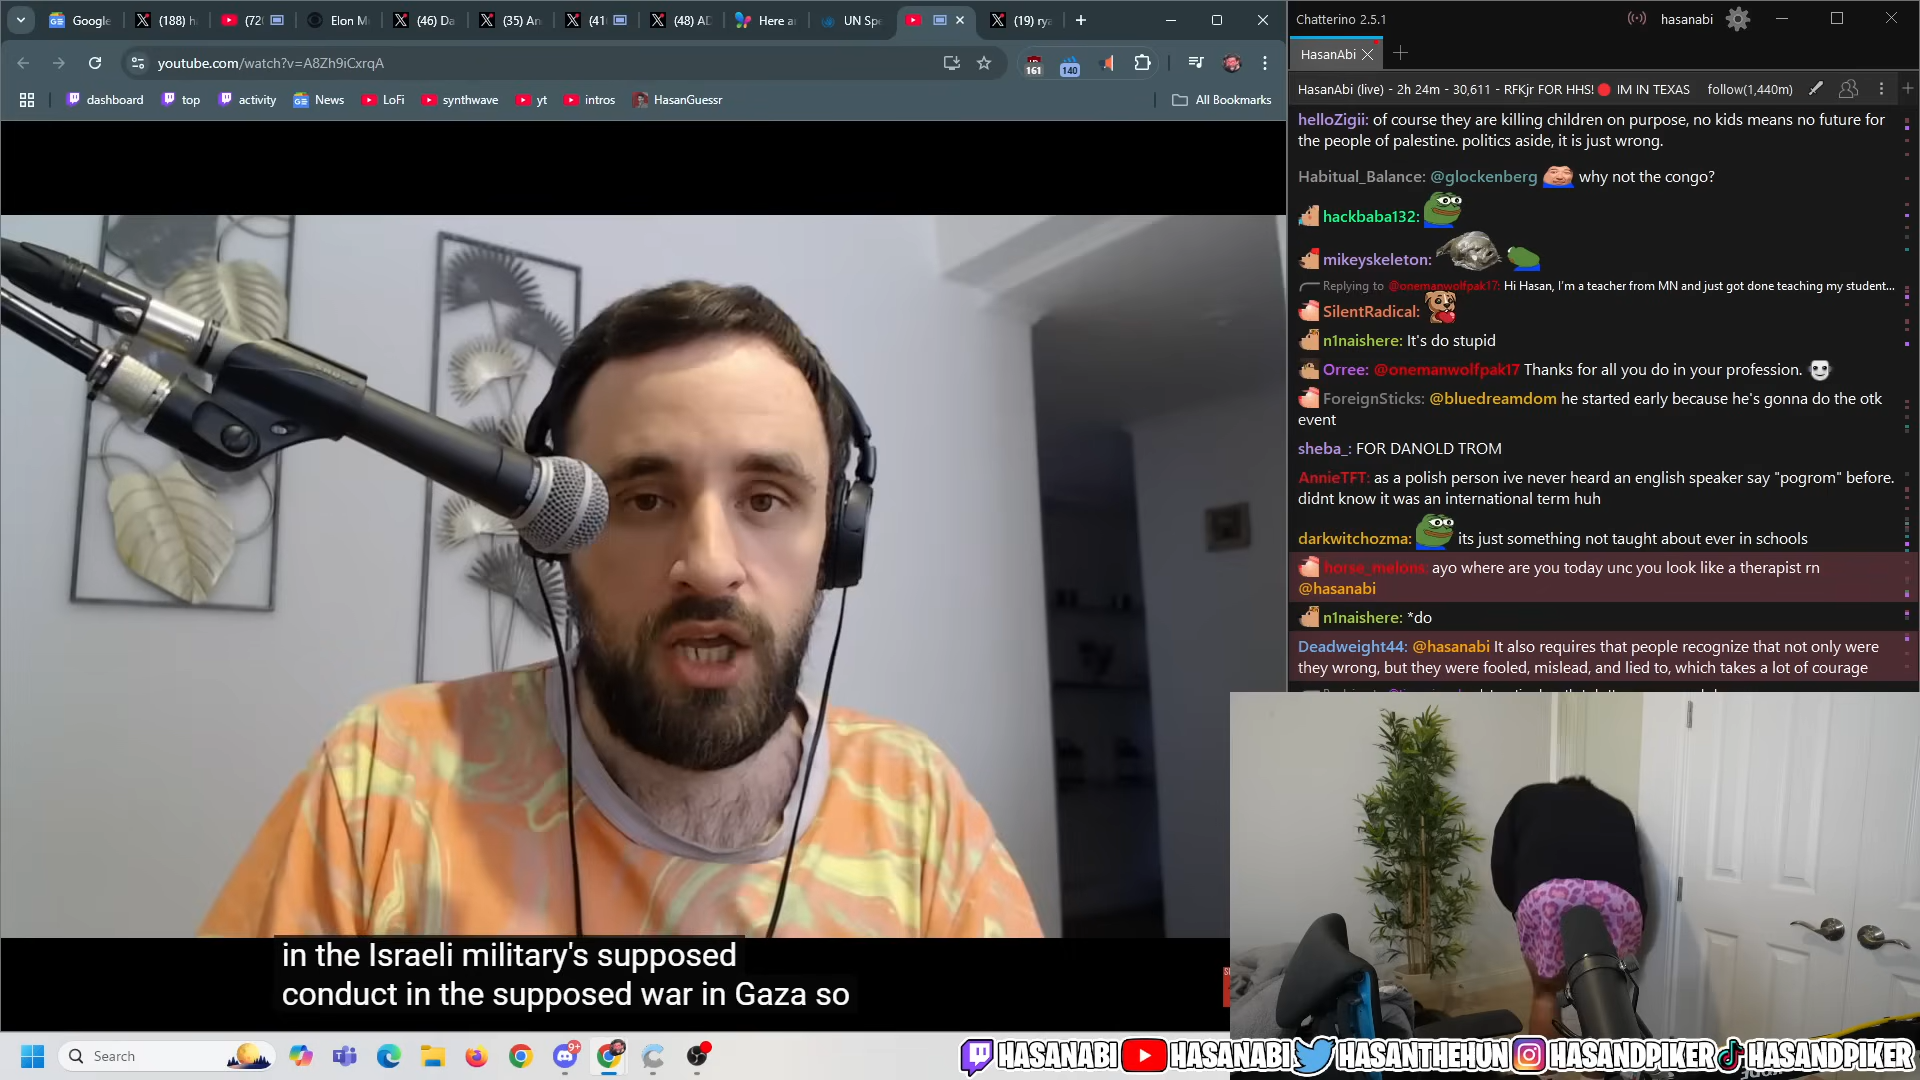 Google
(188) h
(72(
Elon M
(46) Da
(35) An
(41(
(48) AD
Here a
UN Spe
(19) rya
youtube.com/watch?v=A8Zh9iCxrqA
161
140
dashboard
top
activity
News
LoFi
synthwave
yt
intros
HasanGuessr
All Bookmarks
in the Israeli military's supposed
conduct in the supposed war in Gaza so
Chatterino 2.5.1
hasanabi
HasanAbi
HasanAbi (live) - 2h 24m - 30,611 - RFKjr FOR HHS! IM IN TEXAS
follow(1,440m)
helloZigii: of course they are killing children on purpose, no kids means no future for
the people of palestine. politics aside, it is just wrong.
Habitual_Balance: @glockenberg why not the congo?
hackbaba132:
mikeyskeleton:
Replying to @onemanwolfpak17: Hi Hasan, I'm a teacher from MN and just got done teaching my student...
SilentRadical:
n1naishere: It's do stupid
Orree: @onemanwolfpak17 Thanks for all you do in your profession.
ForeignSticks: @bluedreamdom he started early because he's gonna do the otk
event
sheba_: FOR DANOLD TROM
AnnieTFT: as a polish person ive never heard an english speaker say "pogrom" before.
didnt know it was an international term huh
darkwitchozma: its just something not taught about ever in schools
horse_melons: ayo where are you today unc you look like a therapist rn
@hasanabi
n1naishere: *do
Deadweight44: @hasanabi It also requires that people recognize that not only were
they wrong, but they were fooled, mislead, and lied to, which takes a lot of courage
Search
9+
HASANABI
HASANABI
HASANTHEHUN
HASANDPIKER
HASANDPIKER